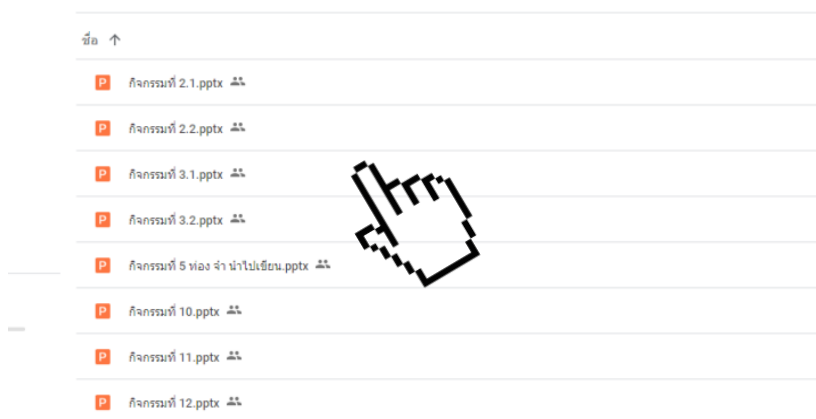 ชื่อ
P กิจกรรมที่ 2.1.pptx
P กิจกรรมที่ 2.2.pptx
P กิจกรรมที่ 3.1.pptx
P กิจกรรมที่ 3.2.pptx
P กิจกรรมที่ 5 ท่อง จำ นำไปเขียน.pptx
P กิจกรรมที่ 10.pptx
P กิจกรรมที่ 11.pptx
P กิจกรรมที่ 12.pptx